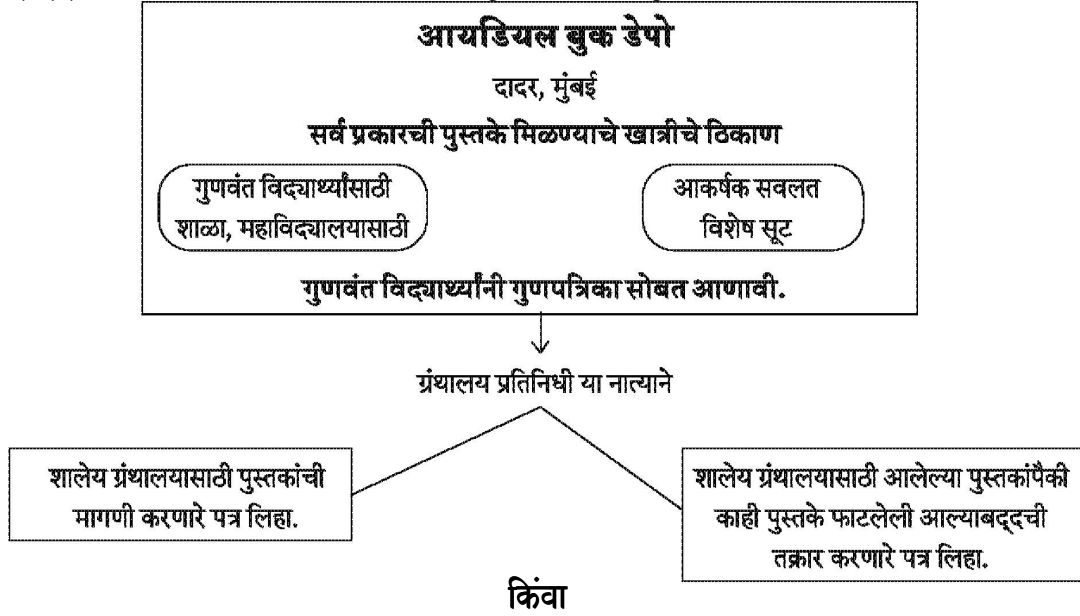 आयडियल बुक डेपो
दादर, मुंबई
सर्व प्रकारची पुस्तके मिळण्याचे खात्रीचे ठिकाण
गुणवंत विद्यार्थ्यांसाठी
शाळा, महाविद्यालयासाठी
आकर्षक सवलत
विशेष सूट
गुणवंत विद्यार्थ्यांनी गुणपत्रिका सोबत आणावी.
ग्रंथालय प्रतिनिधी या नात्याने
शालेय ग्रंथालयासाठी पुस्तकांची
मागणी करणारे पत्र लिहा.
शालेय ग्रंथालयासाठी आलेल्या पुस्तकांपैकी
काही पुस्तके फाटलेली आल्याबद्दची
तक्रार करणारे पत्र लिहा.
किंवा